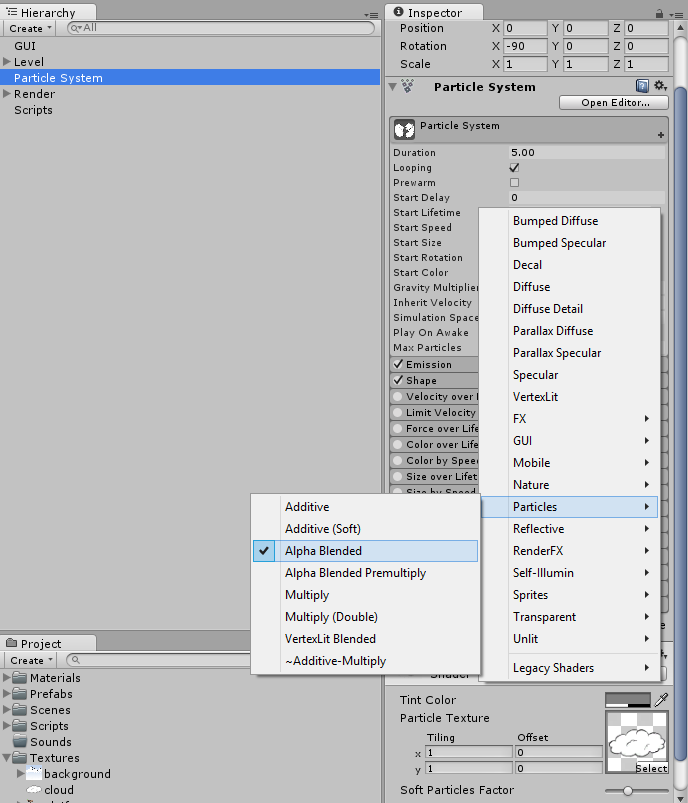 Hierarchy
Create
All
GUI
Level
Particle System
Render
Scripts
Inspector
Position X 0 Y 0 Z 0
Rotation X -90 Y 0 Z 0
Scale X 1 Y 1 Z 1
Particle System
Open Editor...
Particle System
Duration 5.00
Looping
Prewarm
Start Delay 0
Start Lifetime
Start Speed
Start Size
Start Rotation
Start Color
Gravity Multiplier
Inherit Velocity
Simulation Space
Play On Awake
Max Particles
Emission
Shape
Velocity over
Limit Velocity
Force over Life
Color over Life
Color by Speed
Size over Lifet
Size by Speed
Bumped Diffuse
Bumped Specular
Decal
Diffuse
Diffuse Detail
Parallax Diffuse
Parallax Specular
Specular
VertexLit
FX
GUI
Mobile
Nature
Particles
Reflective
RenderFX
Self-Illumin
Sprites
Transparent
Unlit
Legacy Shaders
Additive
Additive (Soft)
Alpha Blended
Alpha Blended Premultiply
Multiply
Multiply (Double)
VertexLit Blended
~Additive-Multiply
Shader
Tint Color
Particle Texture
Tiling Offset
x 1 0
y 1 0
Select
Soft Particles Factor
Project
Create
Materials
Prefabs
Scenes
Scripts
Sounds
Textures
background
cloud